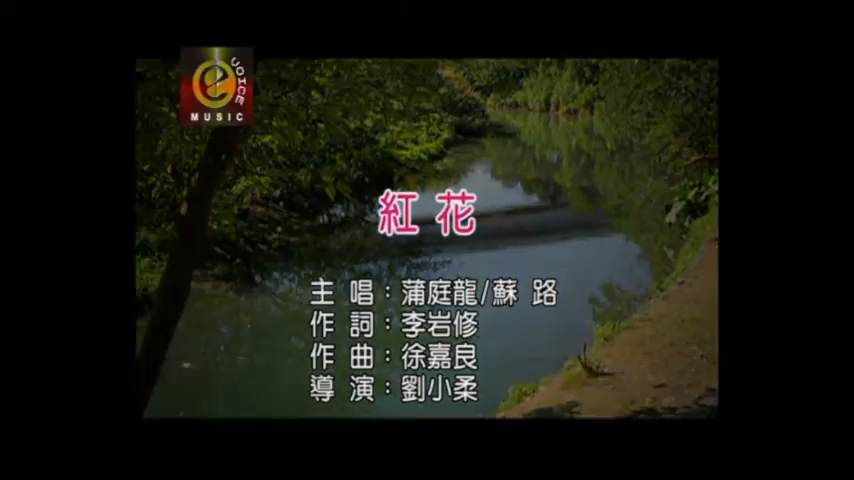 e VOICE
MUSIC
紅花
主 唱：蒲庭龍/蘇 路
作 詞：李岩修
作 曲：徐嘉良
導 演：劉小柔